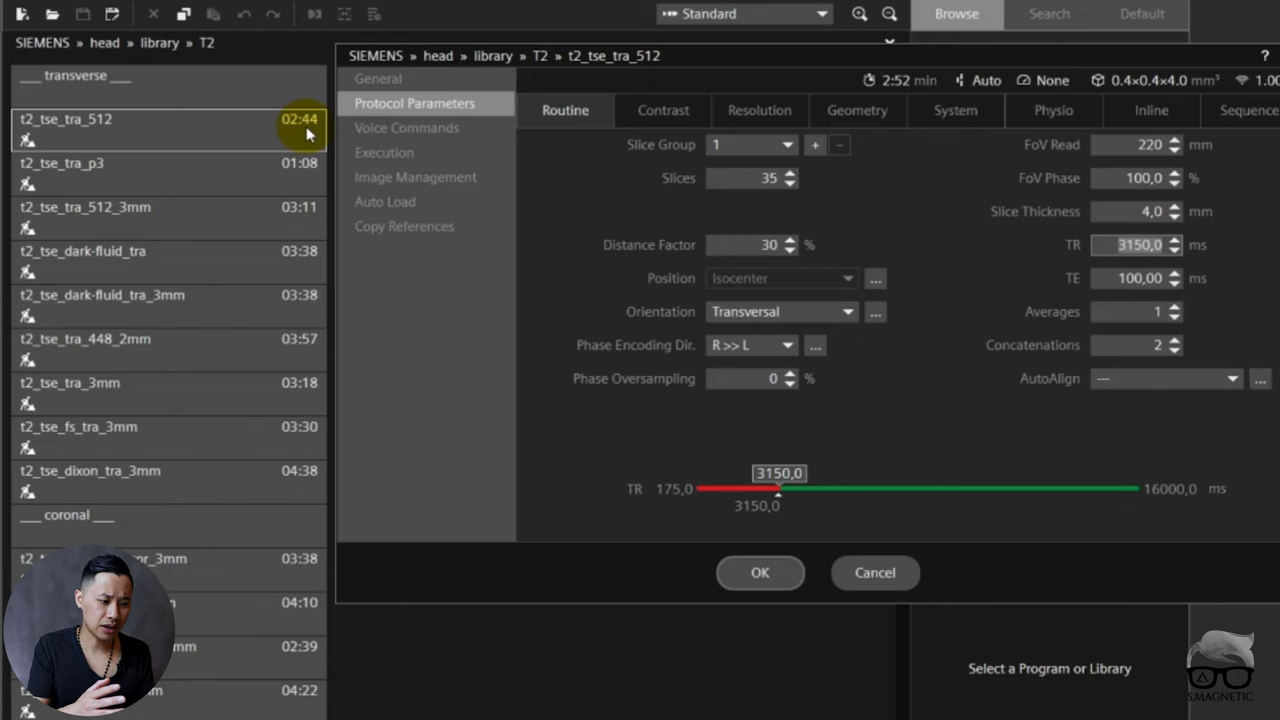 Standard
Browse
Search
Default
SIEMENS » head » library » T2
___ transverse ___
t2_tse_tra_512 02:44
t2_tse_tra_p3 01:08
t2_tse_tra_512_3mm 03:11
t2_tse_dark-fluid_tra 03:38
t2_tse_dark-fluid_tra_3mm 03:38
t2_tse_tra_448_2mm 03:57
t2_tse_tra_3mm 03:18
t2_tse_fs_tra_3mm 03:30
t2_tse_dixon_tra_3mm 04:38
___ coronal ___
03:38
04:10
02:39
04:22
SIEMENS » head » library » T2 » t2_tse_tra_512
?
General
Protocol Parameters
Voice Commands
Execution
Image Management
Auto Load
Copy References
2:52 min Auto None 0.4×0.4×4.0 mm³ 1.00
Routine Contrast Resolution Geometry System Physio Inline Sequence
Slice Group 1 + −
Slices 35
Distance Factor 30 %
Position Isocenter ...
Orientation Transversal ...
Phase Encoding Dir. R >> L ...
Phase Oversampling 0 %
FoV Read 220 mm
FoV Phase 100,0 %
Slice Thickness 4,0 mm
TR 3150,0 ms
TE 100,00 ms
Averages 1
Concatenations 2
AutoAlign --- ...
3150,0
TR 175,0 16000,0 ms
3150,0
OK Cancel
Select a Program or Library
S.MAGNETIC